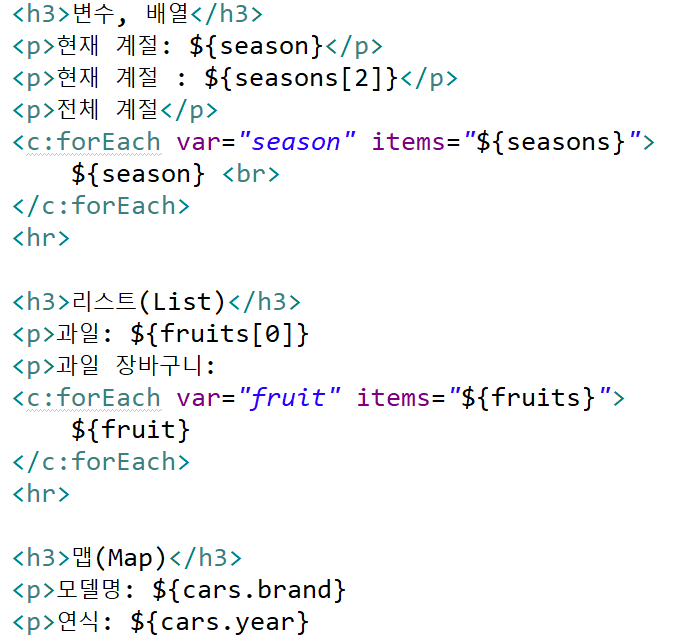 <h3>변수, 배열</h3>
<p>현재 계절: ${season}</p>
<p>현재 계절 : ${seasons[2]}</p>
<p>전체 계절</p>
<c:forEach var="season" items="${seasons}">
    ${season} <br>
</c:forEach>
<hr>

<h3>리스트(List)</h3>
<p>과일: ${fruits[0]}
<p>과일 장바구니:
<c:forEach var="fruit" items="${fruits}">
    ${fruit}
</c:forEach>
<hr>

<h3>맵(Map)</h3>
<p>모델명: ${cars.brand}
<p>연식: ${cars.year}